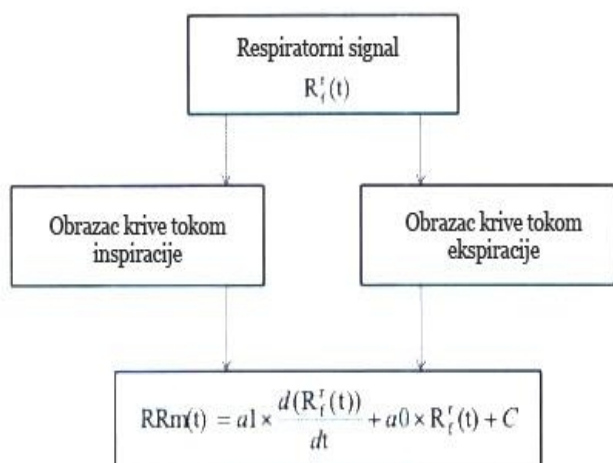 Respiratorni signal
R_f^r(t)
Obrazac krive tokom
inspiracije
Obrazac krive tokom
ekspiracije
RRm(t) = a1 × d(R_f^r(t))/dt + a0 × R_f^r(t) + C